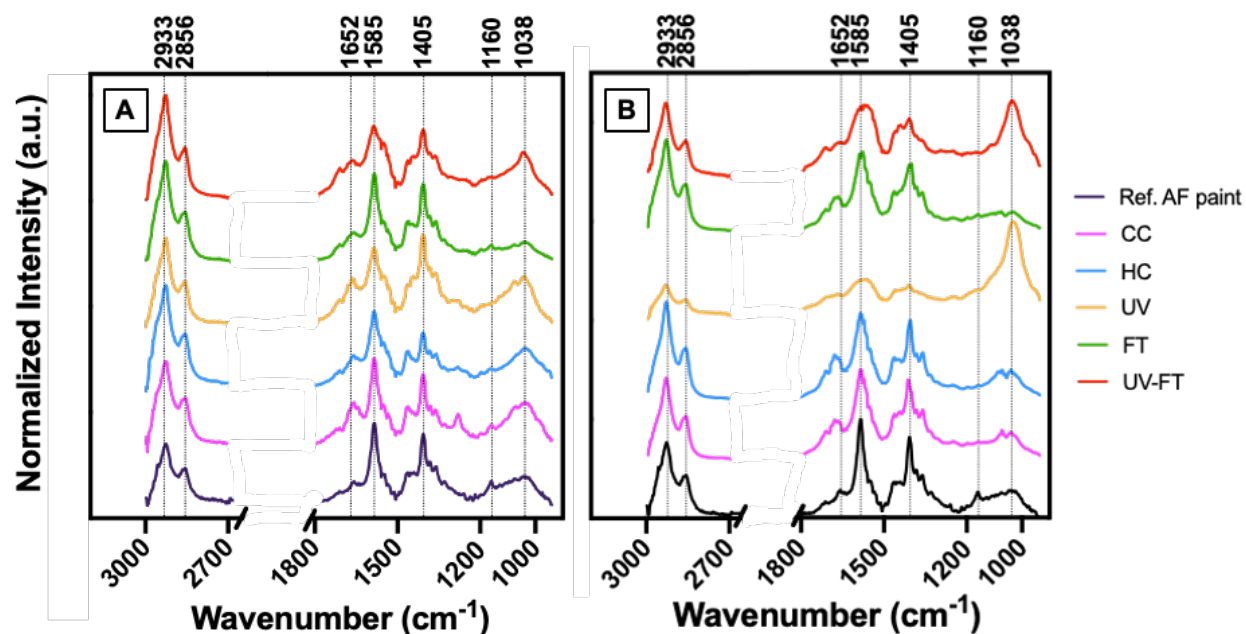 2933
2856
1652
1585
1405
1160
1038
2933
2856
1652
1585
1405
1160
1038
A
B
Normalized Intensity (a.u.)
Ref. AF paint
CC
HC
UV
FT
UV-FT
3000
2700
1800
1500
1200
1000
3000
2700
1800
1500
1200
1000
Wavenumber (cm⁻¹)
Wavenumber (cm⁻¹)